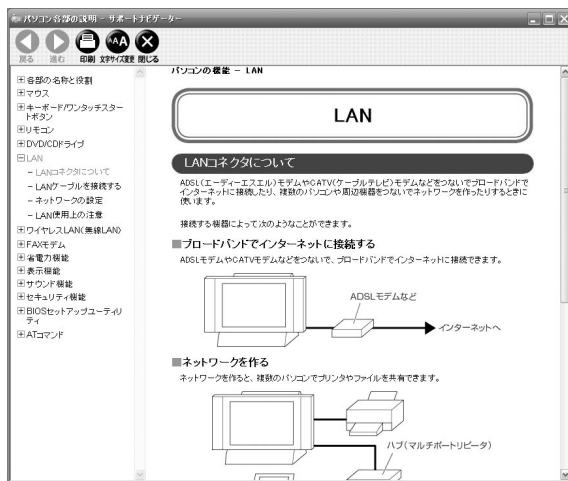 パソコン各部の説明 - サポートナビゲーター
戻る 進む 印刷 文字サイズ変更 閉じる
各部の名称と役割
マウス
キーボード/ワンタッチスター
トボタン
リモコン
DVD/CDドライブ
LAN
- LANコネクタについて
- LANケーブルを接続する
- ネットワークの設定
- LAN使用上の注意
ワイヤレスLAN(無線LAN)
FAXモデム
省電力機能
表示機能
サウンド機能
セキュリティ機能
BIOSセットアップユーティリ
ティ
ATコマンド
パソコンの機能 - LAN
LAN
LANコネクタについて
ADSL(エーディーエスエル)モデムやCATV(ケーブルテレビ)モデムなどをつないでブロードバンドで
インターネットに接続したり、複数のパソコンや周辺機器をつないでネットワークを作ったりするときに
使います。
接続する機器によって次のようなことができます。
■ブロードバンドでインターネットに接続する
ADSLモデムやCATVモデムなどをつないで、ブロードバンドでインターネットに接続できます。
ADSLモデムなど
インターネットへ
■ネットワークを作る
ネットワークを作ると、複数のパソコンでプリンタやファイルを共有できます。
ハブ(マルチポートリピータ)